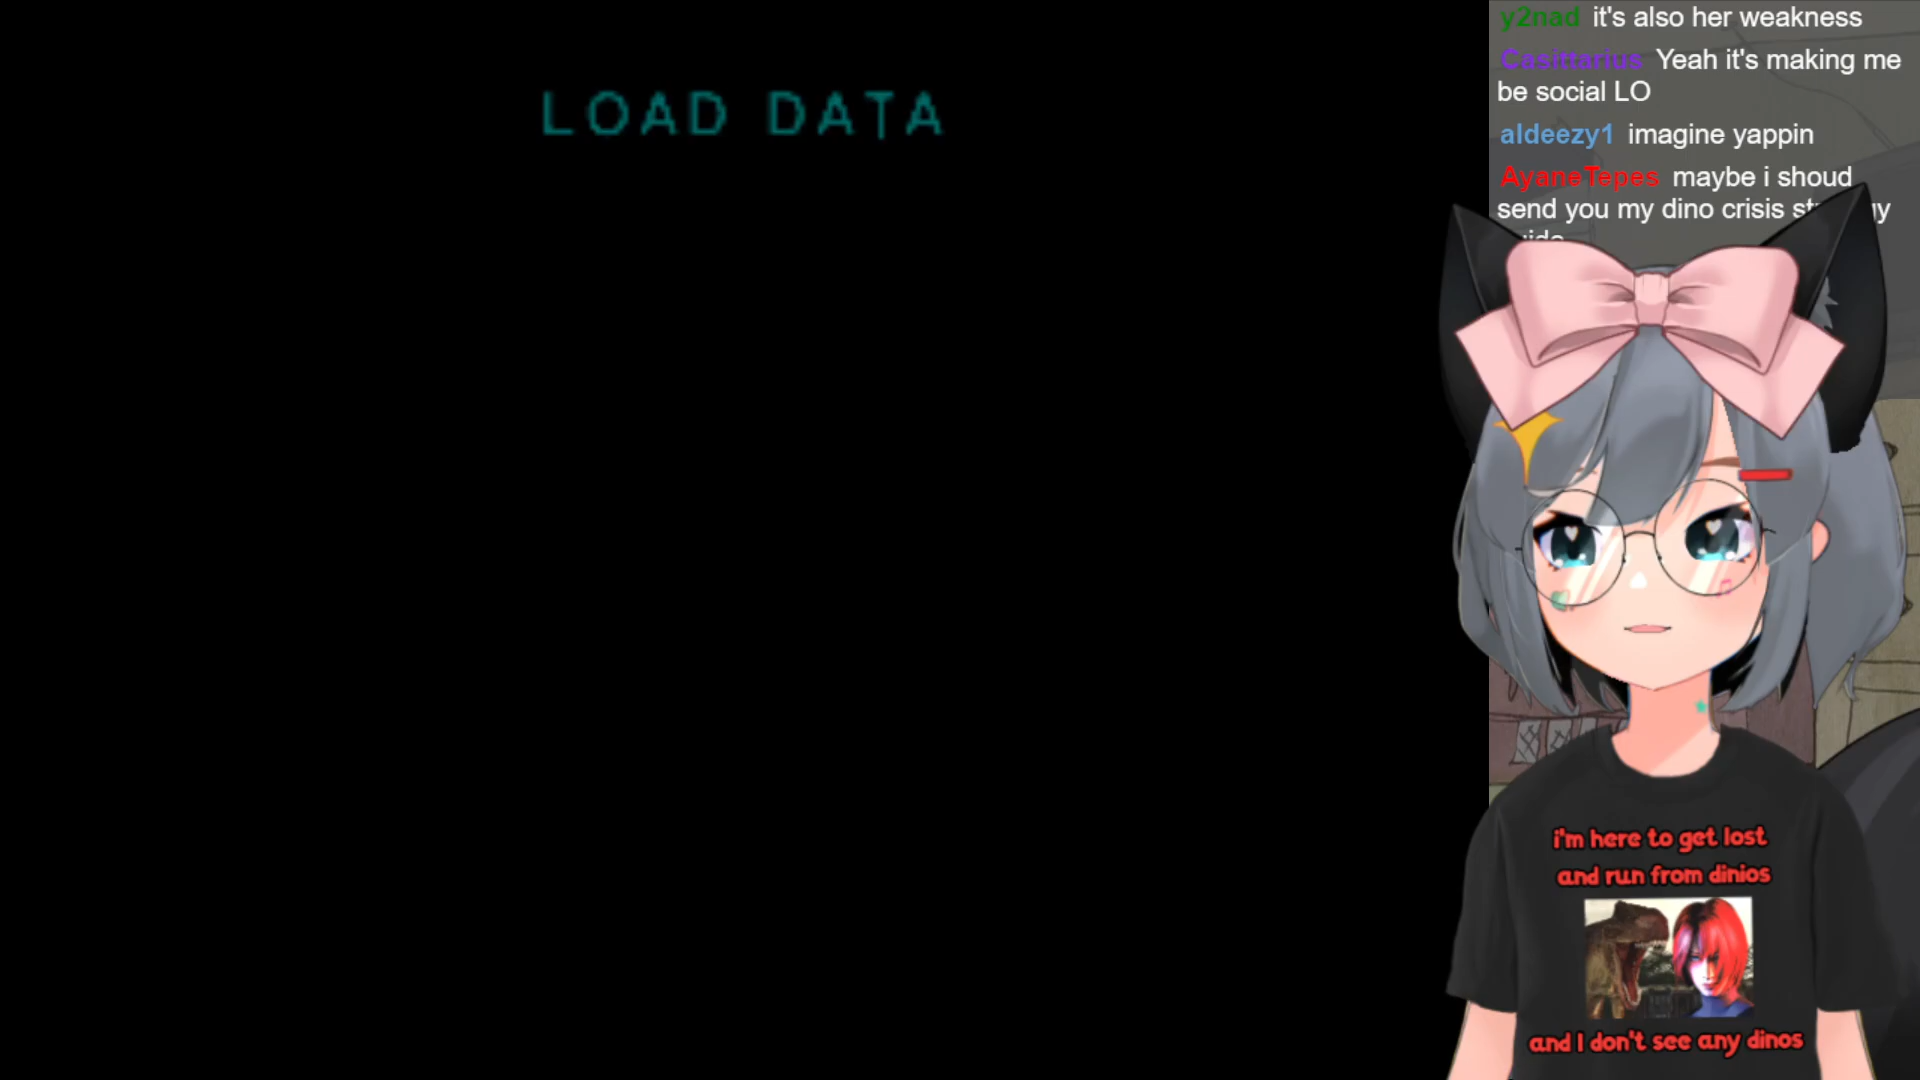 LOAD DATA
y2nad it's also her weakness
Casittarius Yeah it's making me
be social LO
aldeezy1 imagine yappin
AyaneTepes maybe i shoud
send you my dino crisis
i'm here to get lost
and run from dinios
and I don't see any dinos